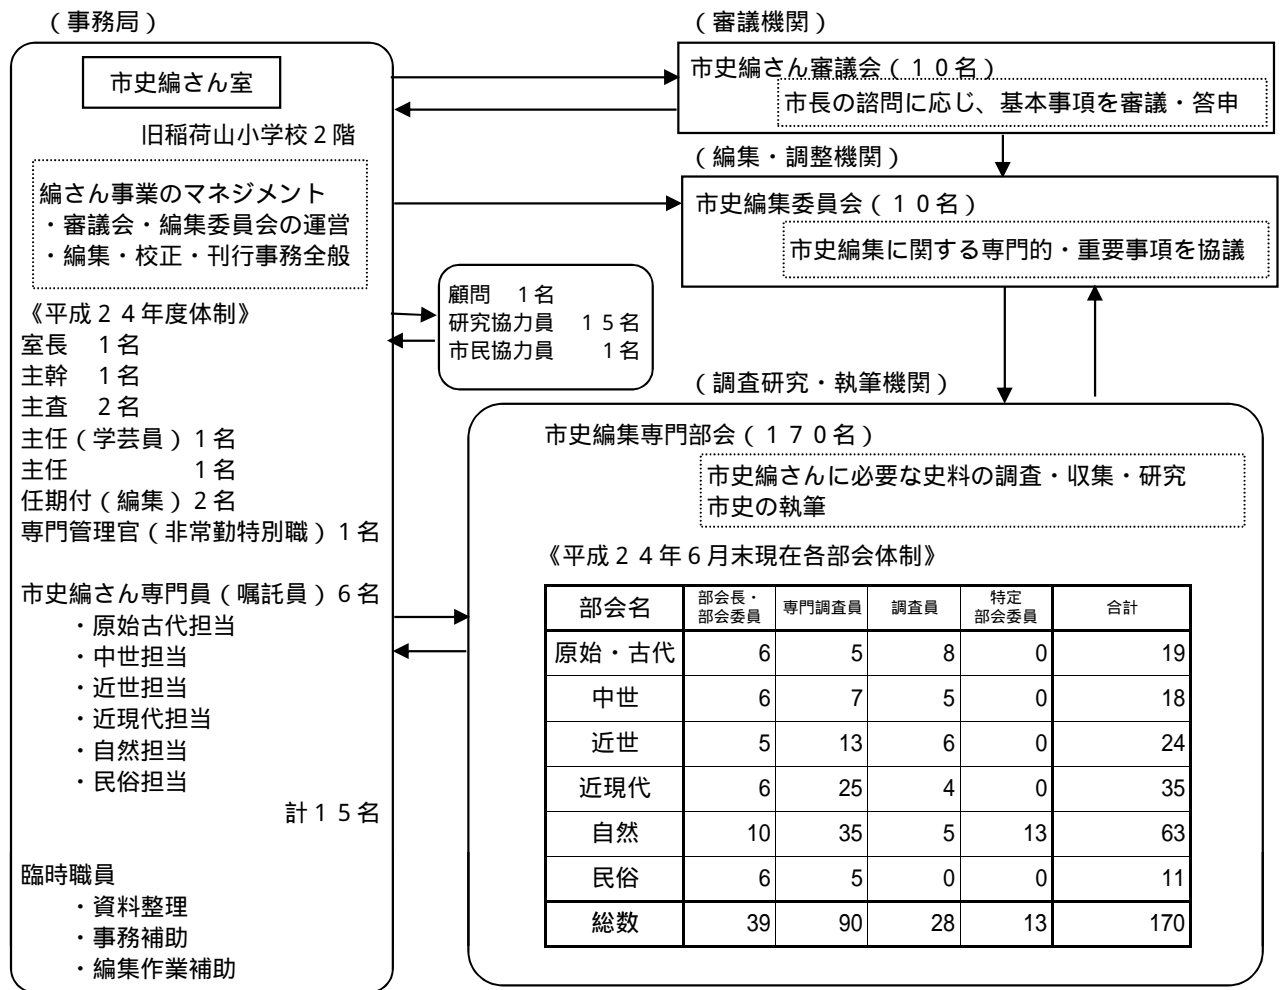 （事務局）
市史編さん室
旧稲荷山小学校２階
編さん事業のマネジメント
・審議会・編集委員会の運営
・編集・校正・刊行事務全般
《平成２４年度体制》
室長　１名
主幹　１名
主査　２名
主任（学芸員）１名
主任　　　　　１名
任期付（編集）２名
専門管理官（非常勤特別職）１名
市史編さん専門員（嘱託員）６名
・原始古代担当
・中世担当
・近世担当
・近現代担当
・自然担当
・民俗担当
計１５名
臨時職員
・資料整理
・事務補助
・編集作業補助
顧問　１名
研究協力員　１５名
市民協力員　１名
（審議機関）
市史編さん審議会（１０名）
市長の諮問に応じ、基本事項を審議・答申
（編集・調整機関）
市史編集委員会（１０名）
市史編集に関する専門的・重要事項を協議
（調査研究・執筆機関）
市史編集専門部会（１７０名）
市史編さんに必要な史料の調査・収集・研究
市史の執筆
《平成２４年６月末現在各部会体制》
部会名 部会長・部会委員 専門調査員 調査員 特定部会委員 合計
原始・古代 6 5 8 0 19
中世 6 7 5 0 18
近世 5 13 6 0 24
近現代 6 25 4 0 35
自然 10 35 5 13 63
民俗 6 5 0 0 11
総数 39 90 28 13 170